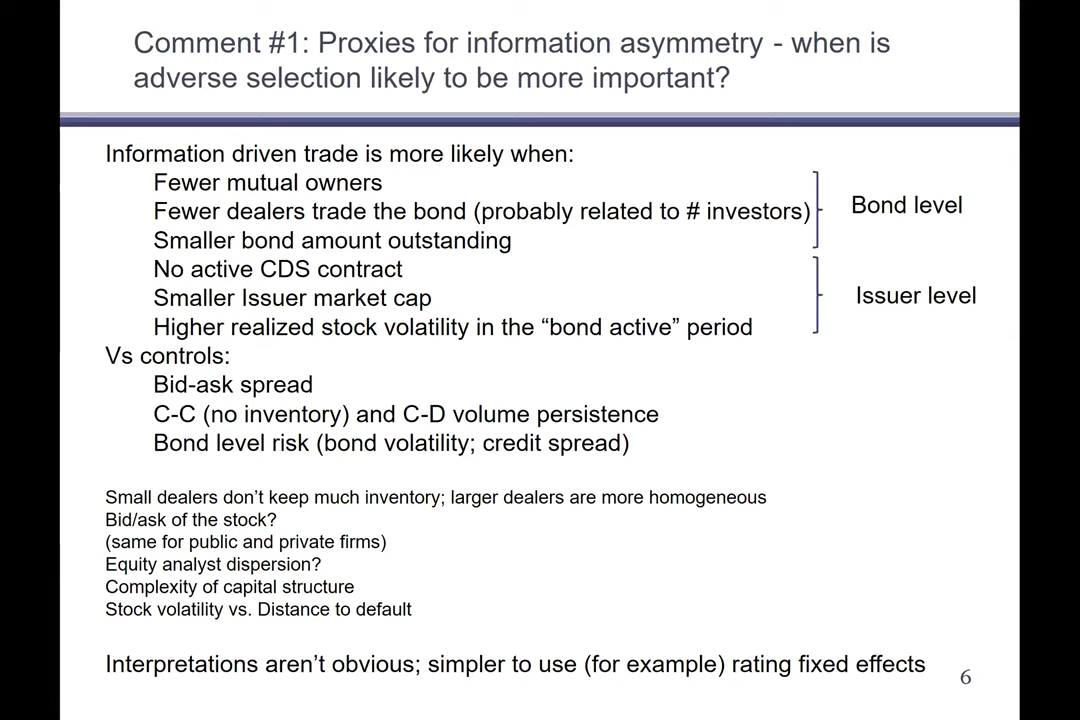 Comment #1: Proxies for information asymmetry - when is
adverse selection likely to be more important?
Information driven trade is more likely when:
Fewer mutual owners
Fewer dealers trade the bond (probably related to # investors)
Smaller bond amount outstanding
Bond level
No active CDS contract
Smaller Issuer market cap
Higher realized stock volatility in the “bond active” period
Issuer level
Vs controls:
Bid-ask spread
C-C (no inventory) and C-D volume persistence
Bond level risk (bond volatility; credit spread)
Small dealers don’t keep much inventory; larger dealers are more homogeneous
Bid/ask of the stock?
(same for public and private firms)
Equity analyst dispersion?
Complexity of capital structure
Stock volatility vs. Distance to default
Interpretations aren’t obvious; simpler to use (for example) rating fixed effects
6